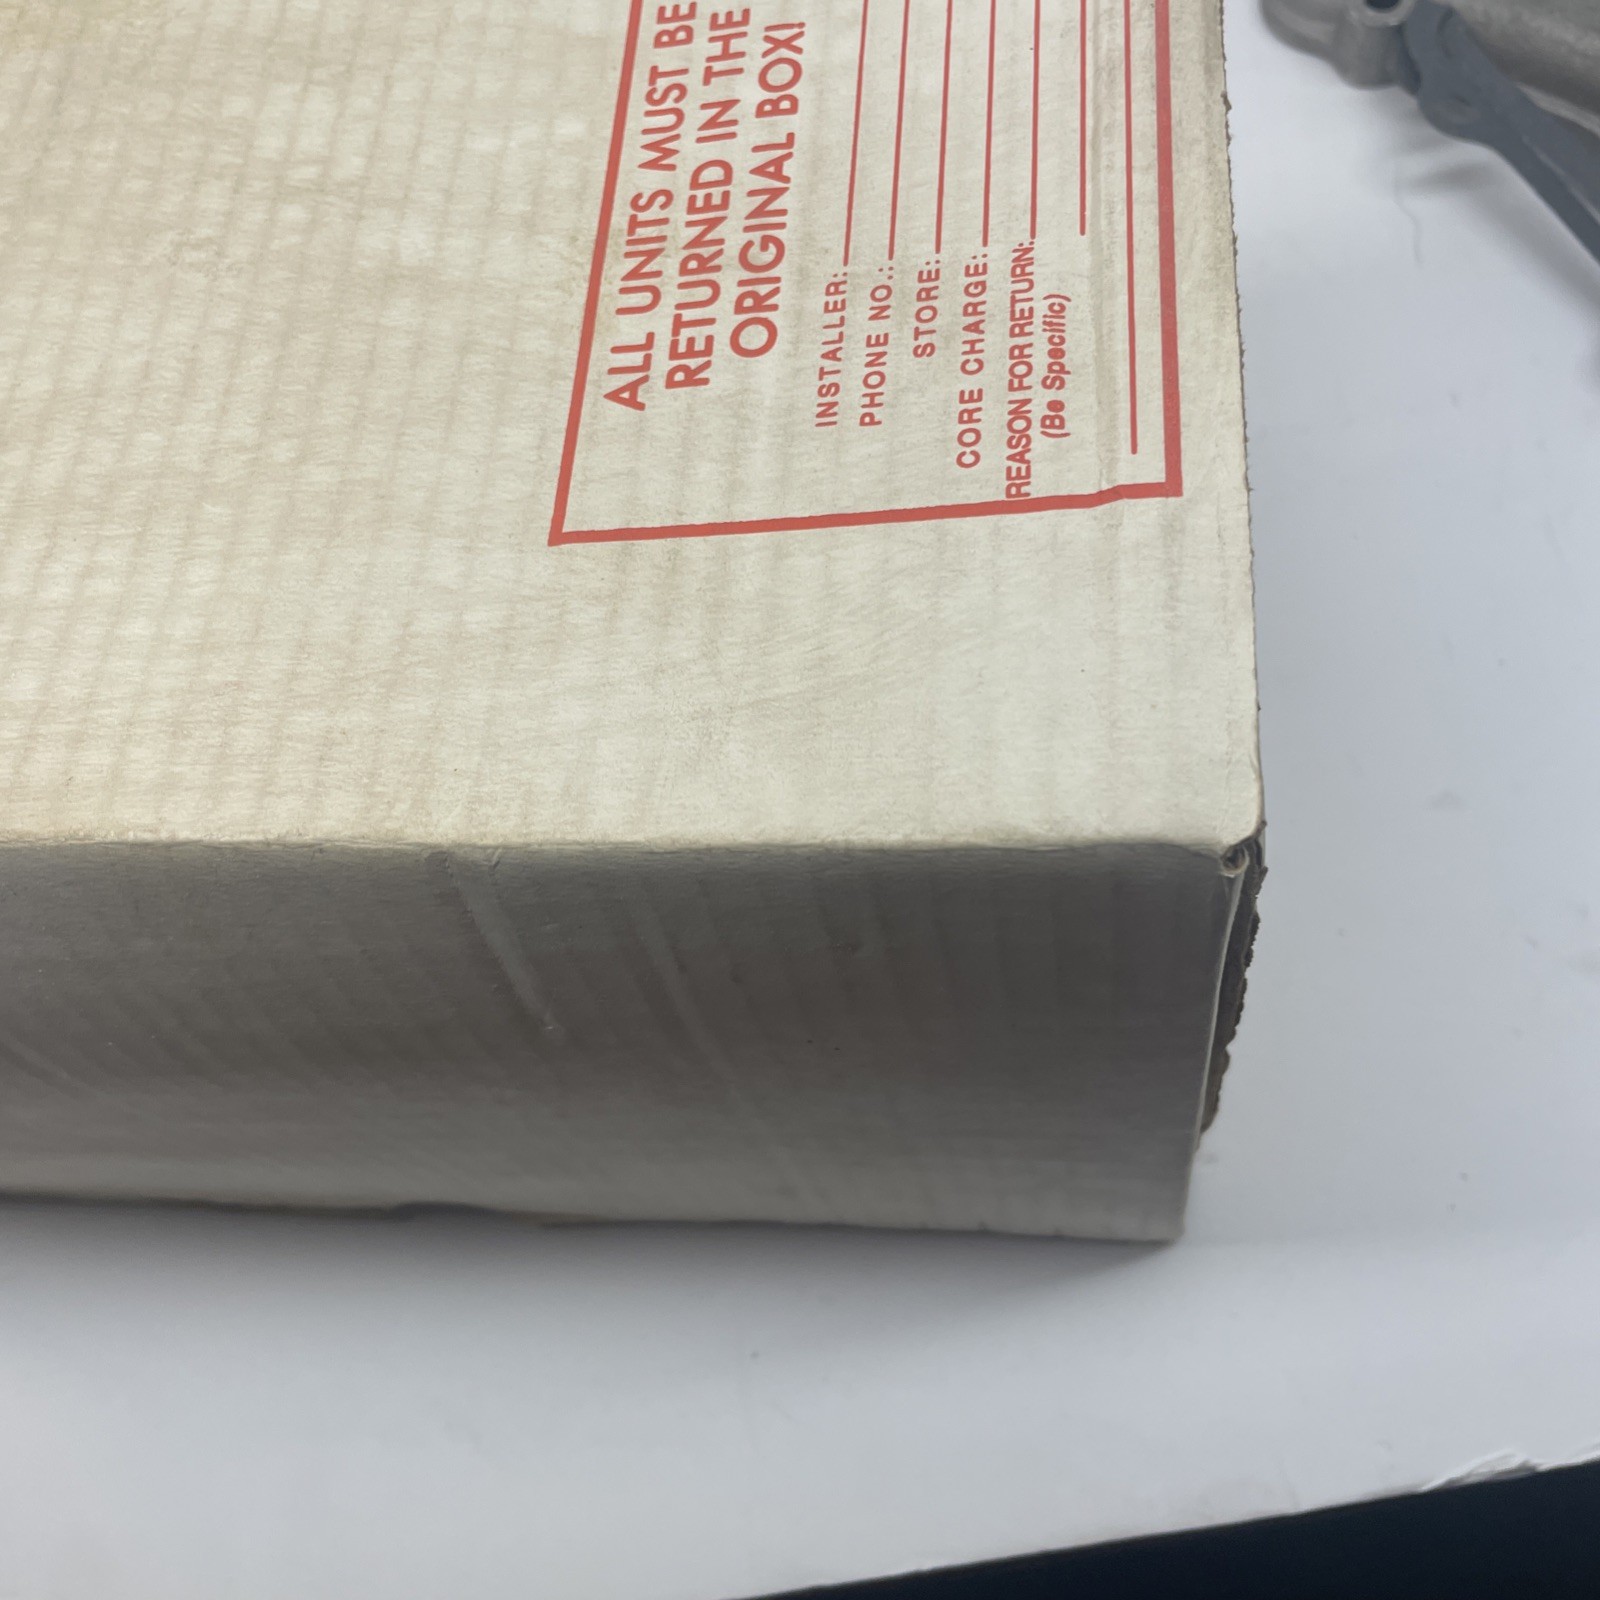 ALL UNITS MUST BE
RETURNED IN THE
ORIGINAL BOX!
INSTALLER:
PHONE NO.:
STORE:
CORE CHARGE:
REASON FOR RETURN:
(Be Specific)